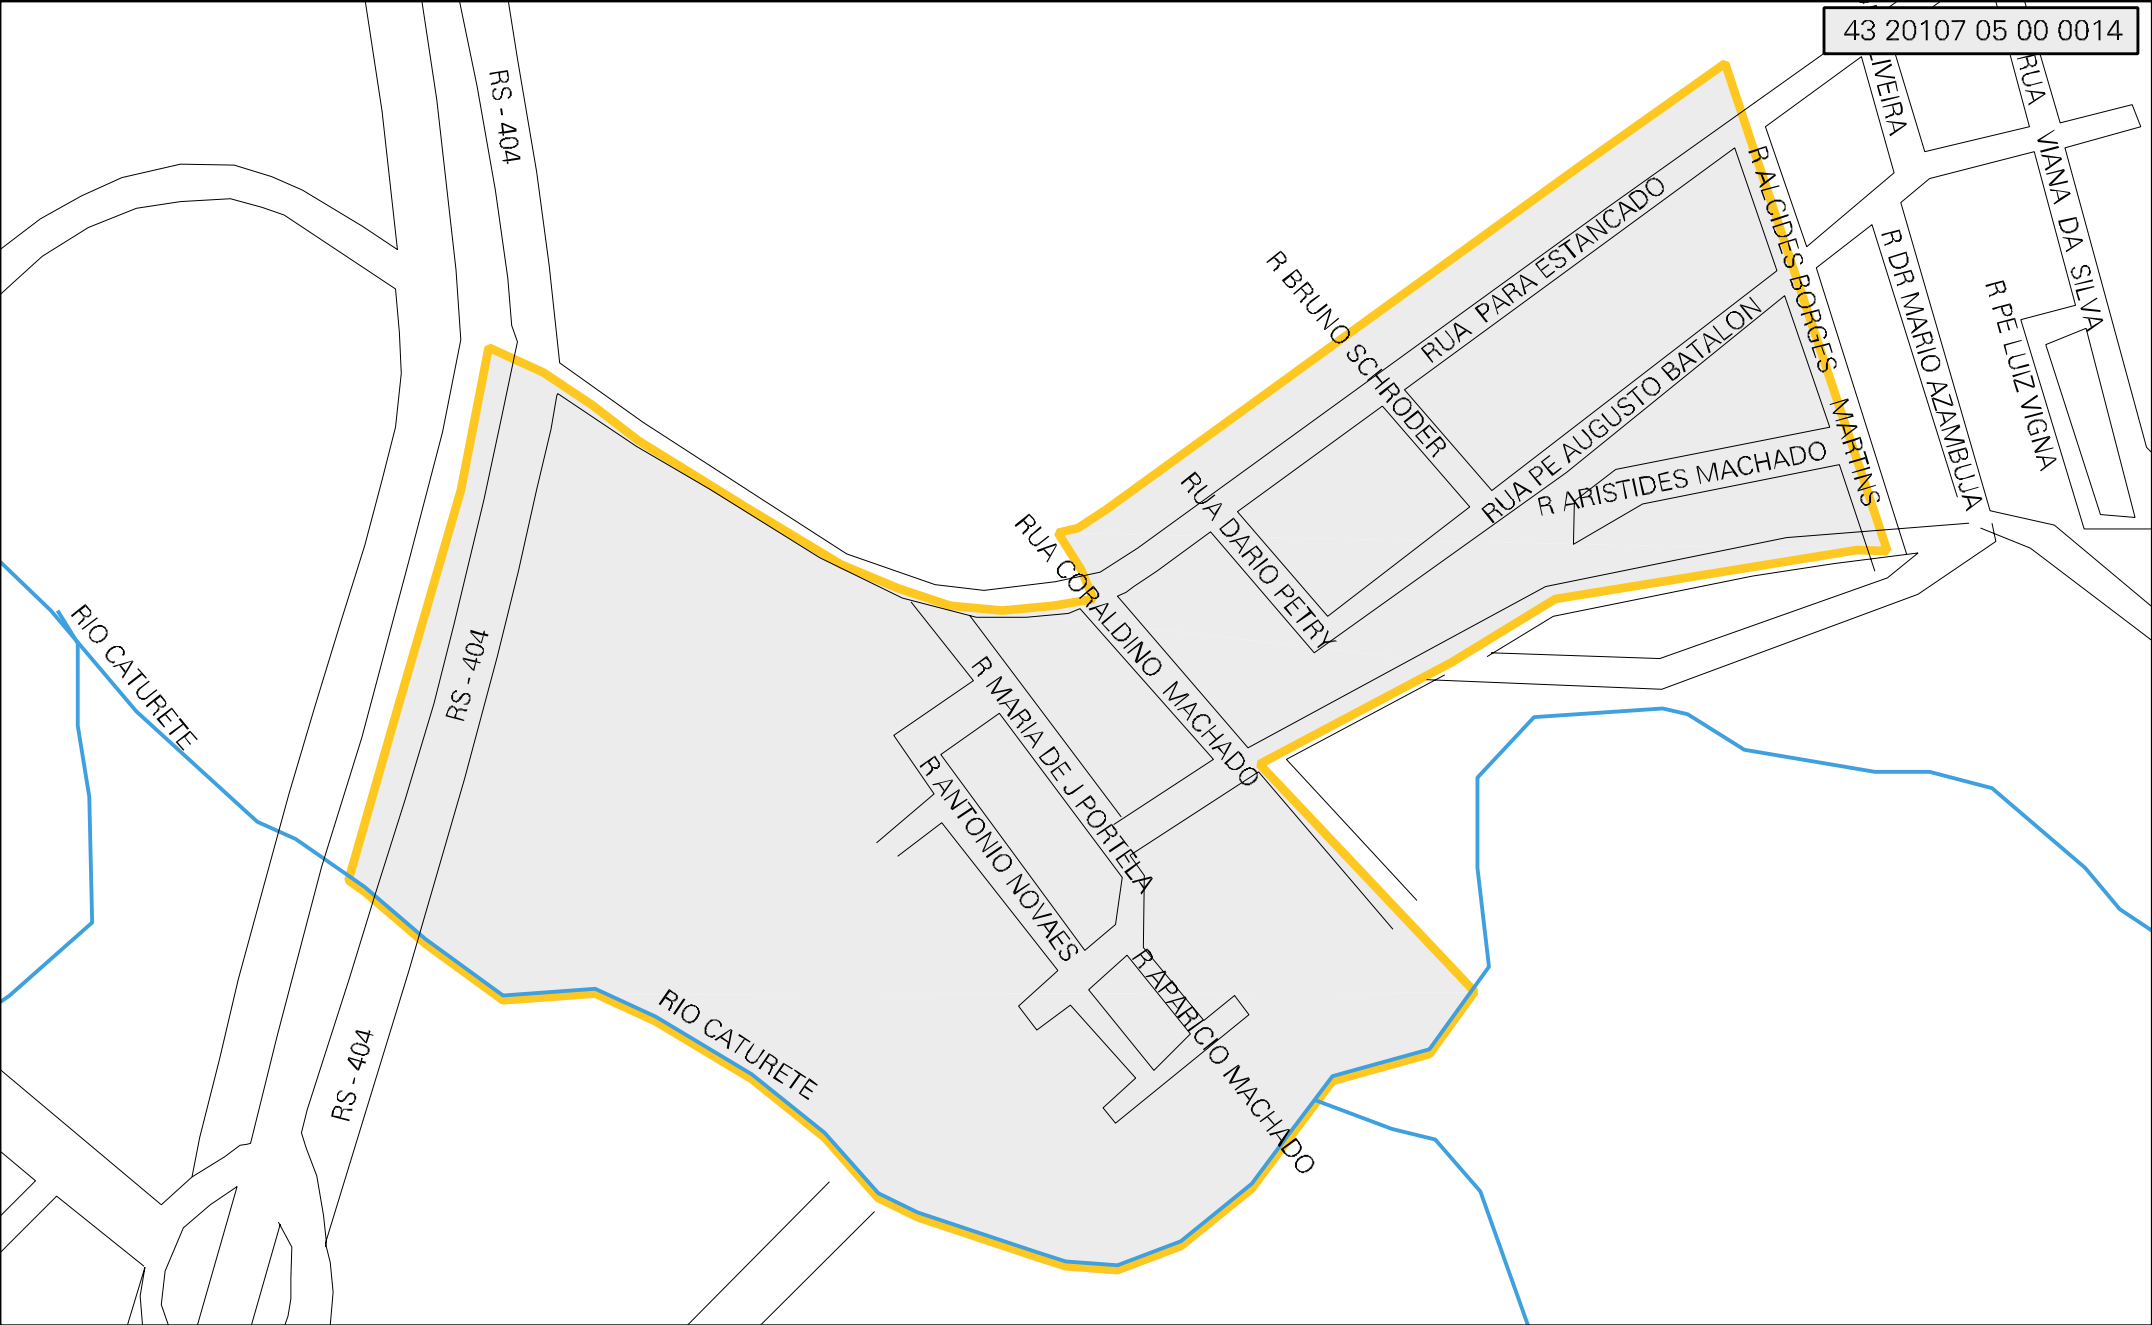 43 20107 05 00 0014
RS - 404
LIVEIRA
RUA VIANA DA SILVA
R ALCIDES BORGES MARTINS
R DR MARIO AZAMBUJA
R PE LUIZ VIGNA
RUA PARA ESTANCADO
R BRUNO SCHRODER
RUA PE AUGUSTO BATALON
R ARISTIDES MACHADO
RUA DARIO PETRY
RUA CORALDINO MACHADO
RIO CATURETE
RS - 404
R MARIA DE J PORTELA
R ANTONIO NOVAES
R APARICIO MACHADO
RIO CATURETE
RS - 404